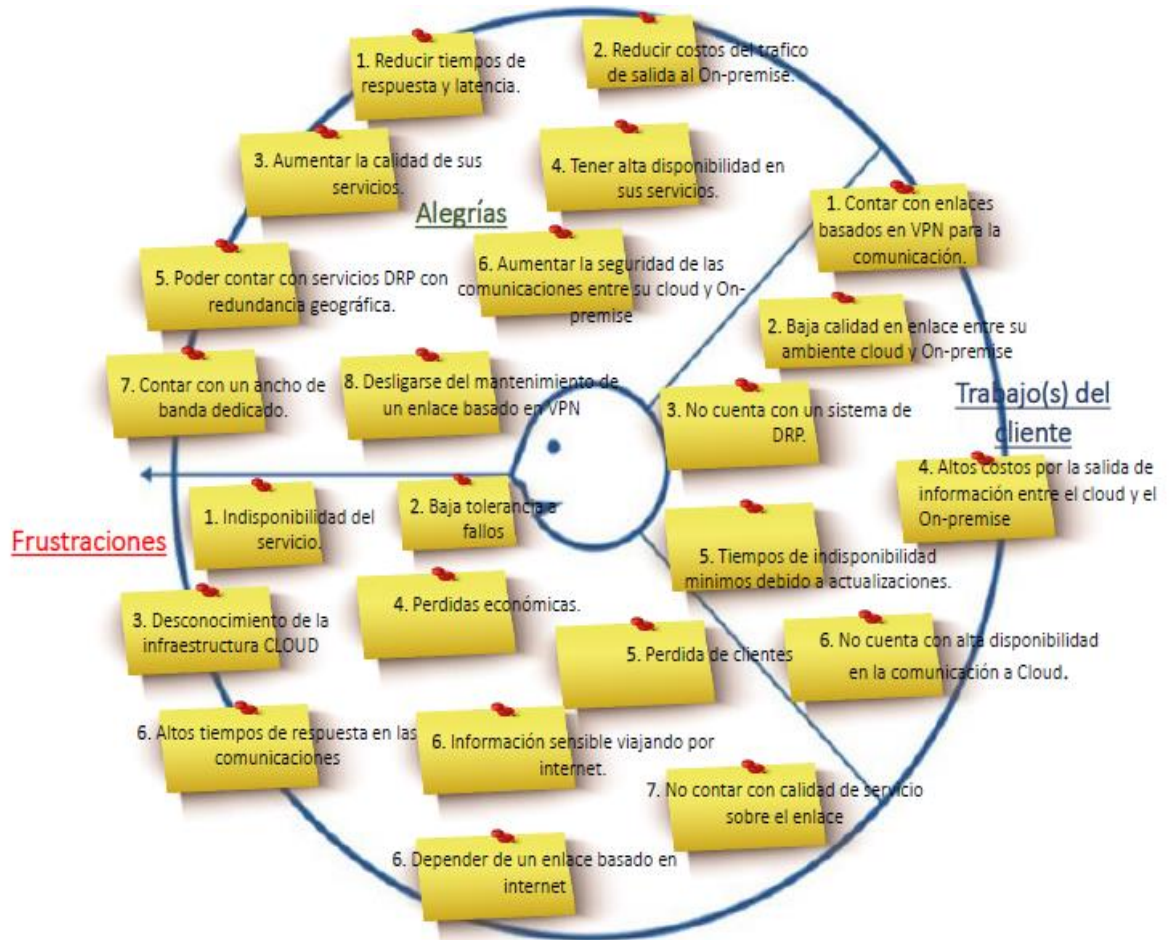 1. Reducir tiempos de
respuesta y latencia.
2. Reducir costos del trafico
de salida al On-premise.
3. Aumentar la calidad de sus
servicios.
4. Tener alta disponibilidad en
sus servicios.
Alegrías
5. Poder contar con servicios DRP con
redundancia geográfica.
6. Aumentar la seguridad de las
comunicaciones entre su cloud y On-
premise
7. Contar con un ancho de
banda dedicado.
8. Desligarse del mantenimiento de
un enlace basado en VPN
1. Contar con enlaces
basados en VPN para la
comunicación.
2. Baja calidad en enlace entre su
ambiente cloud y On-premise
Trabajo(s) del
cliente
3. No cuenta con un sistema de
DRP.
4. Altos costos por la salida de
información entre el cloud y el
On-premise
5. Tiempos de indisponibilidad
minimos debido a actualizaciones.
6. No cuenta con alta disponibilidad
en la comunicación a Cloud.
7. No contar con calidad de servicio
sobre el enlace
Frustraciones
1. Indisponibilidad del
servicio.
2. Baja tolerancia a
fallos
3. Desconocimiento de la
infraestructura CLOUD
4. Perdidas económicas.
5. Perdida de clientes
6. Altos tiempos de respuesta en las
comunicaciones
6. Información sensible viajando por
internet.
6. Depender de un enlace basado en
internet